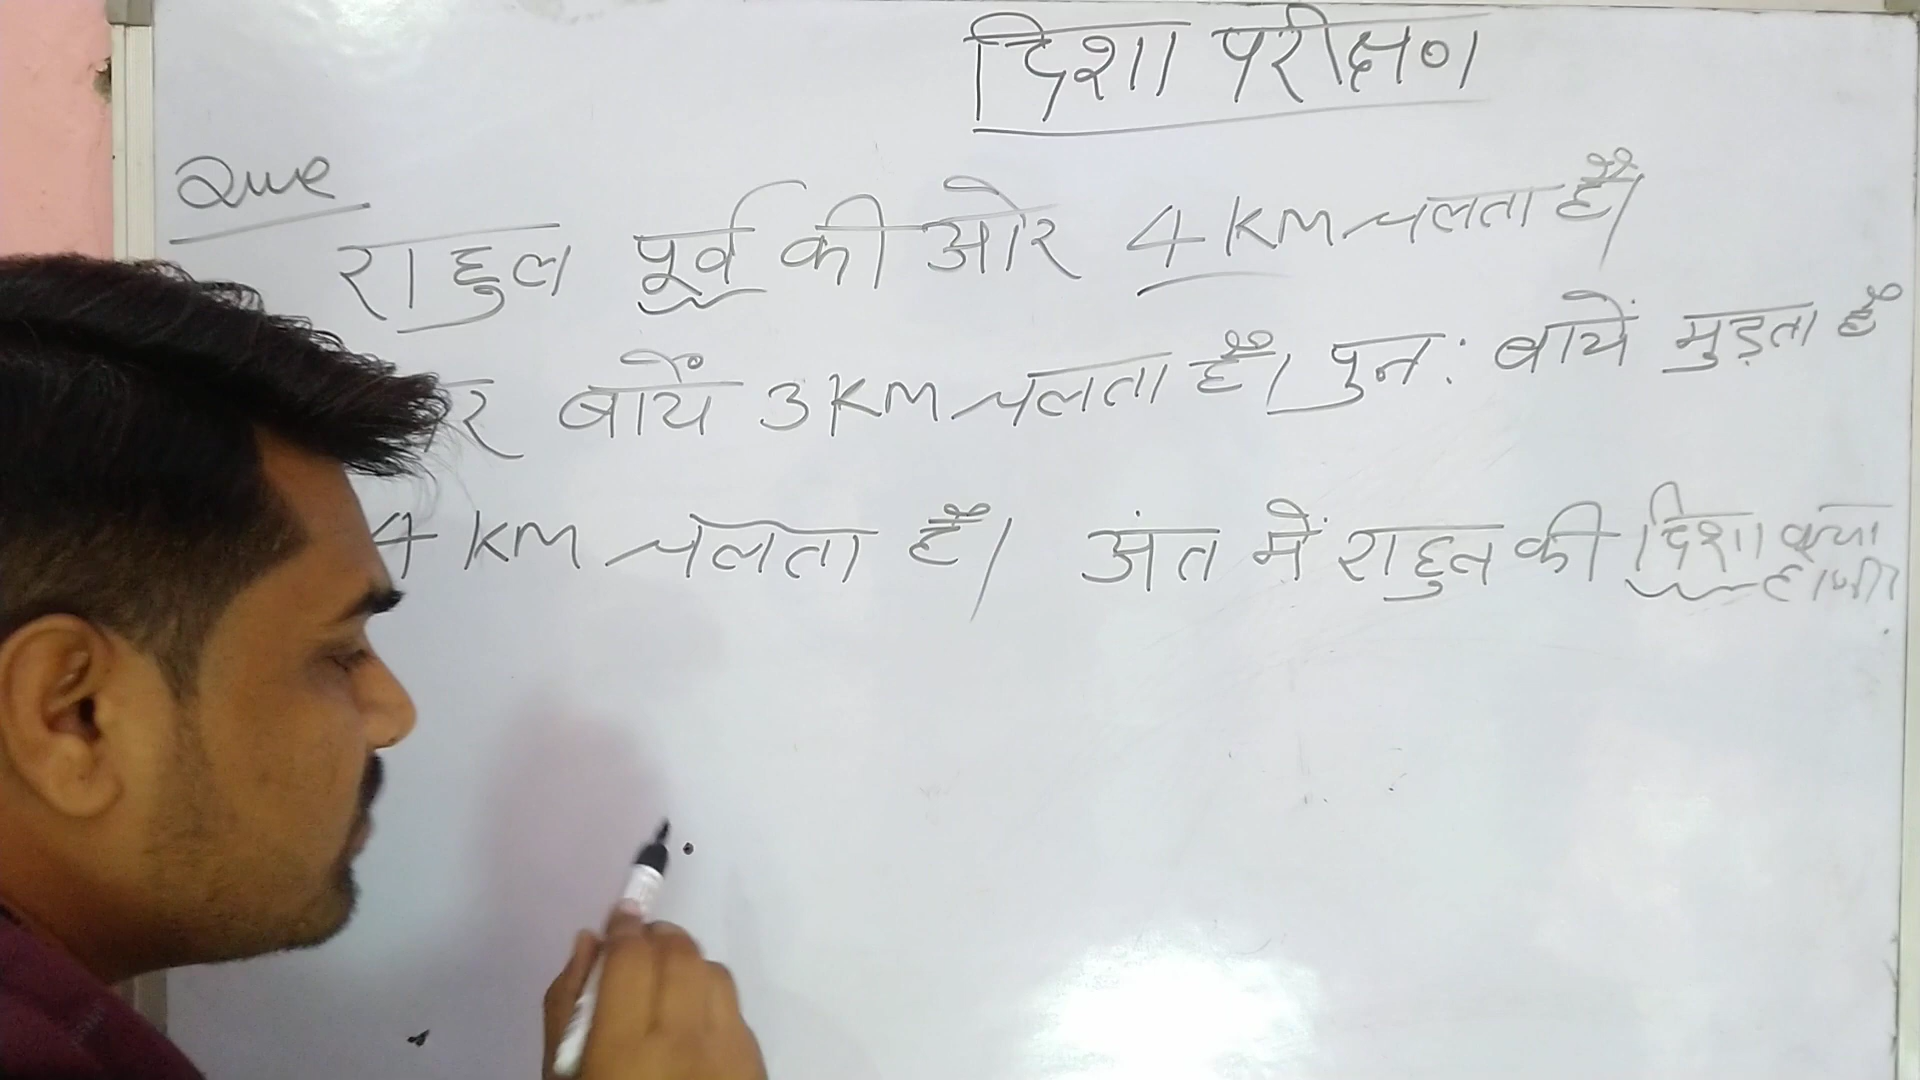 दिशा परीक्षण
Que
राहुल पूर्व की ओर 4 KM चलता हैं।
र बायें 3 KM चलता हैं। पुनः बायें मुड़ता हैं
4 KM चलता हैं। अंत में राहुल की दिशा क्या
होगी।